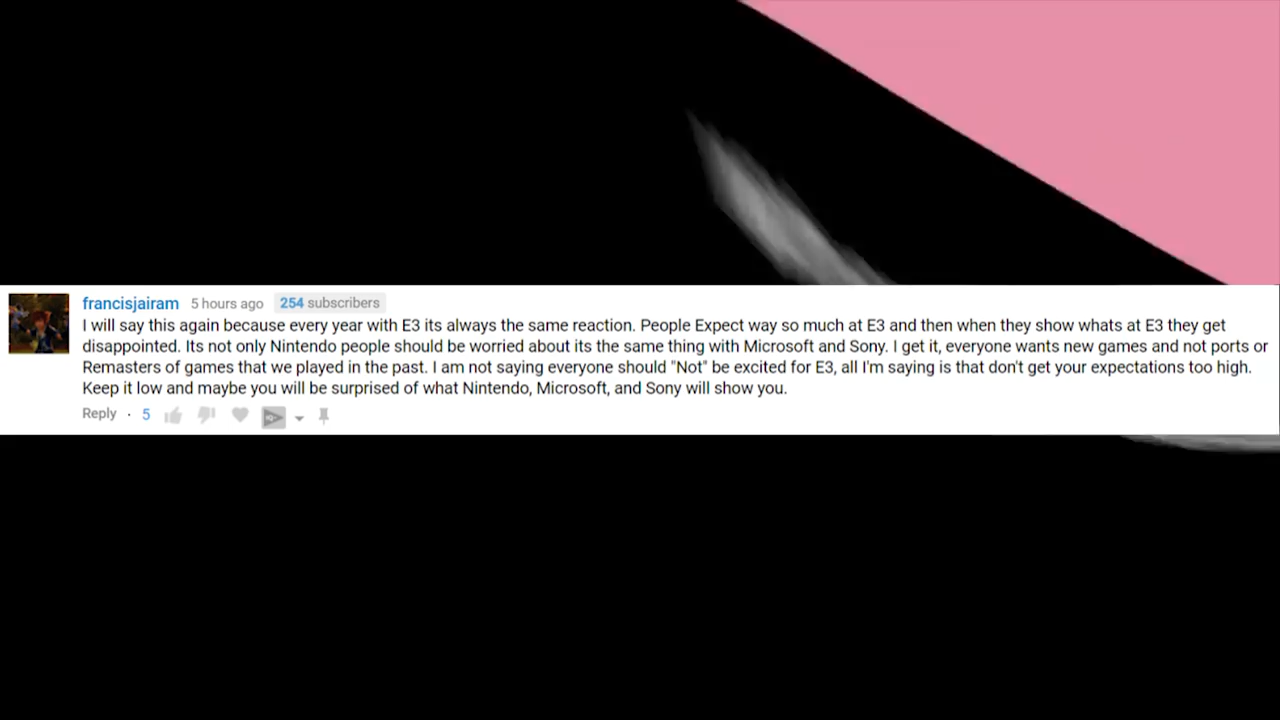 francisjairam 5 hours ago 254 subscribers
I will say this again because every year with E3 its always the same reaction. People Expect way so much at E3 and then when they show whats at E3 they get
disappointed. Its not only Nintendo people should be worried about its the same thing with Microsoft and Sony. I get it, everyone wants new games and not ports or
Remasters of games that we played in the past. I am not saying everyone should "Not" be excited for E3, all I'm saying is that don't get your expectations too high.
Keep it low and maybe you will be surprised of what Nintendo, Microsoft, and Sony will show you.
Reply · 5